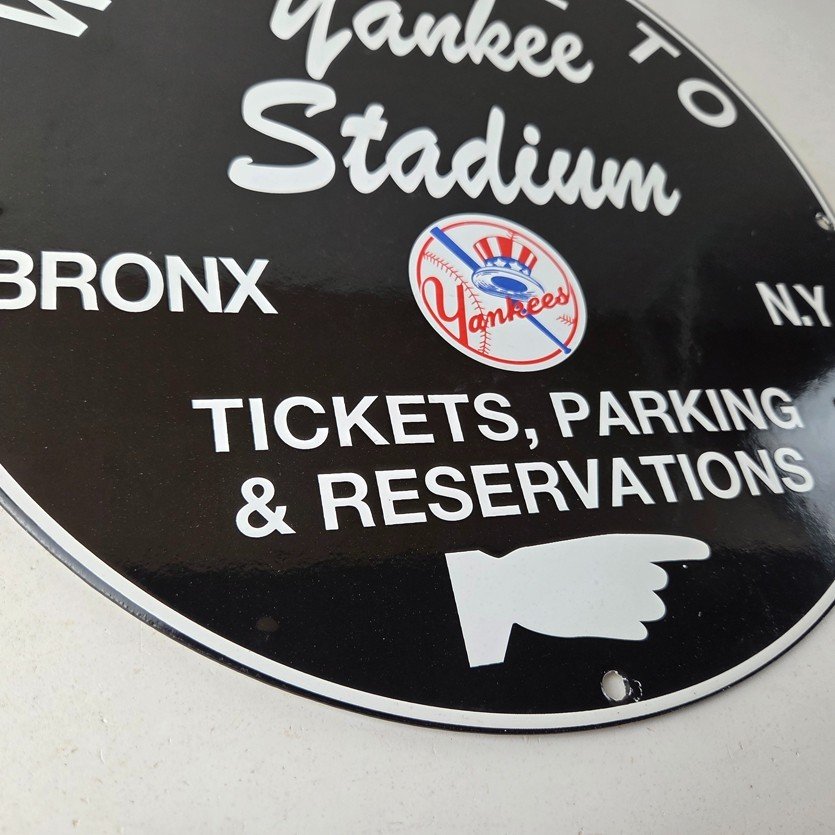 TO
Yankee
Stadium
BRONX
N.Y.
Yankees
TICKETS, PARKING
& RESERVATIONS